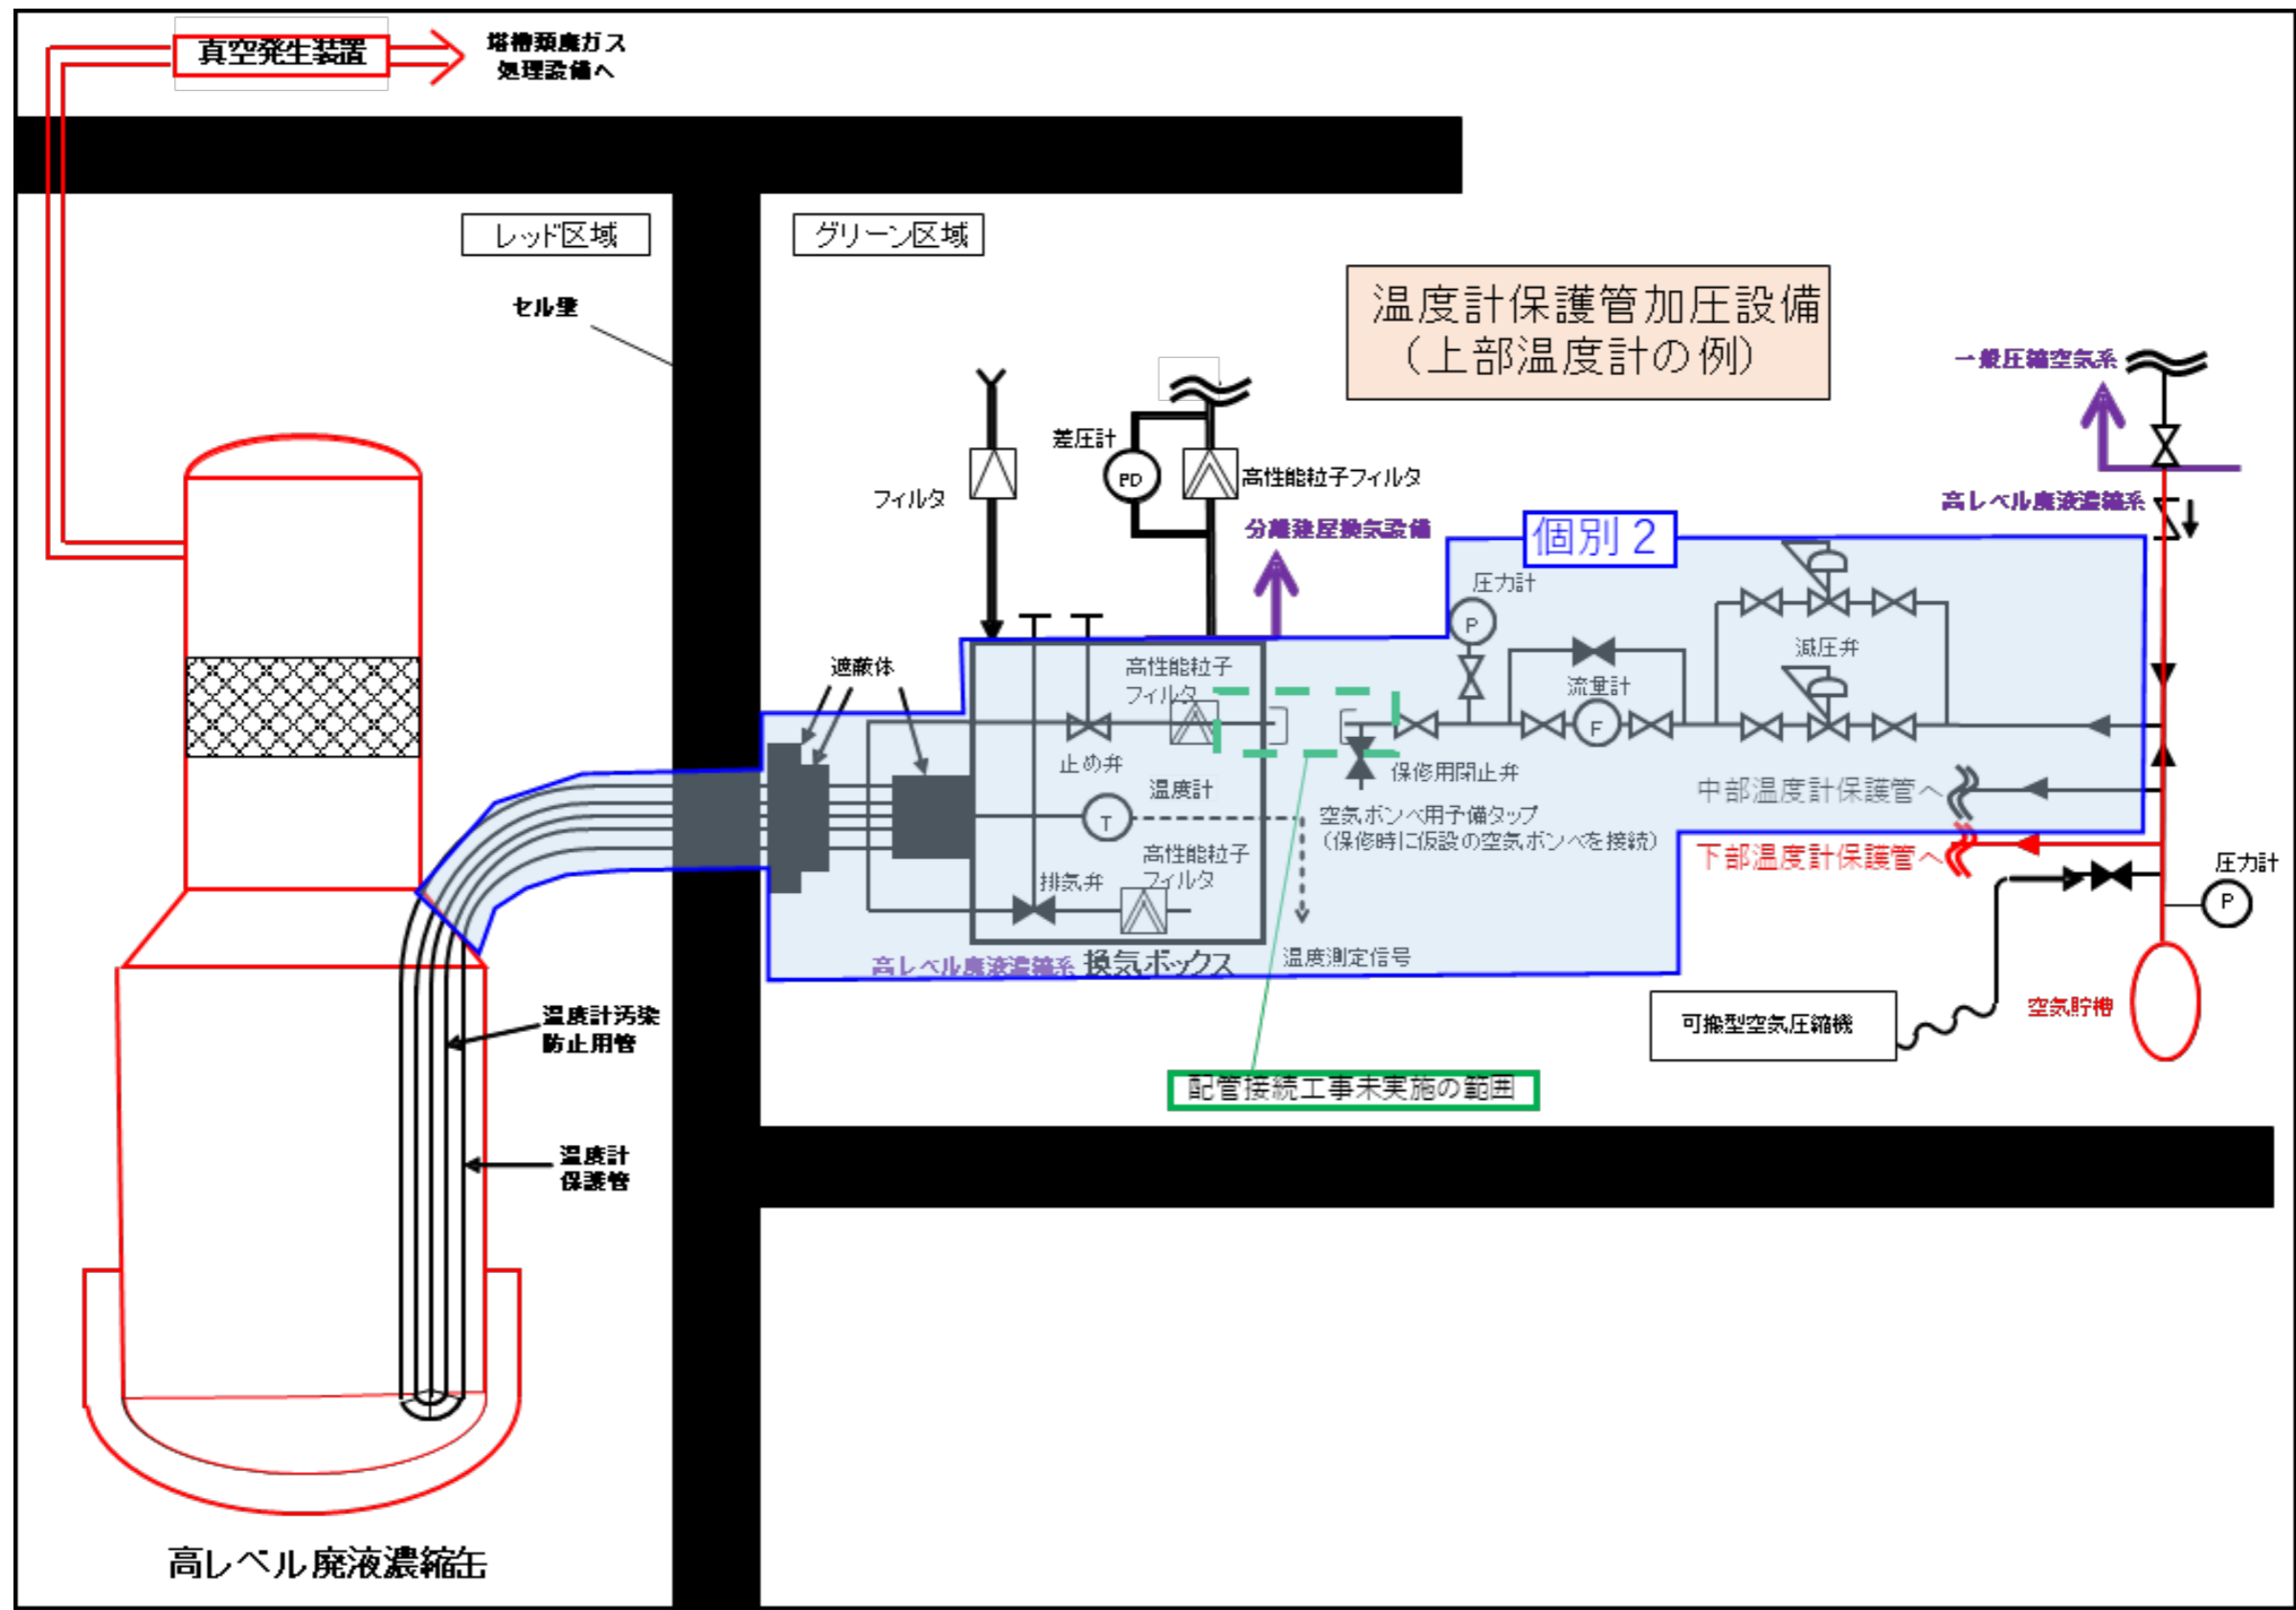 真空発生装置
塔槽類廃ガス
処理設備へ
レッド区域
グリーン区域
セル壁
温度計保護管加圧設備
（上部温度計の例）
一般圧縮空気系
差圧計
PD
高性能粒子フィルタ
フィルタ
高レベル廃液濃縮系
分離建屋換気設備
個別２
圧力計
P
減圧弁
遮蔽体
高性能粒子
フィルタ
流量計
F
止め弁
保修用閉止弁
温度計
T
中部温度計保護管へ
空気ボンベ用予備タップ
（保修時に仮設の空気ボンベを接続）
下部温度計保護管へ
高性能粒子
フィルタ
排気弁
圧力計
P
高レベル廃液濃縮系
換気ボックス
温度測定信号
温度計汚染
防止用管
可搬型空気圧縮機
空気貯槽
配管接続工事未実施の範囲
温度計
保護管
高レベル廃液濃縮缶